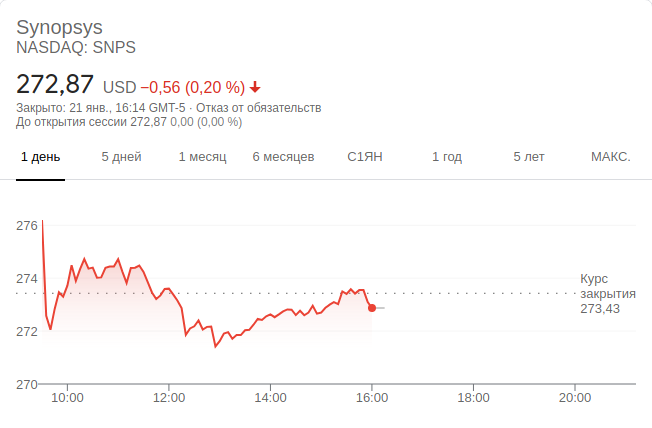 Synopsys
NASDAQ: SNPS
272,87 USD −0,56 (0,20 %)
Закрыто: 21 янв., 16:14 GMT-5 · Отказ от обязательств
До открытия сессии 272,87 0,00 (0,00 %)
1 день 5 дней 1 месяц 6 месяцев С1ЯН 1 год 5 лет МАКС.
276
274
272
270
Курс
закрытия
273,43
10:00 12:00 14:00 16:00 18:00 20:00